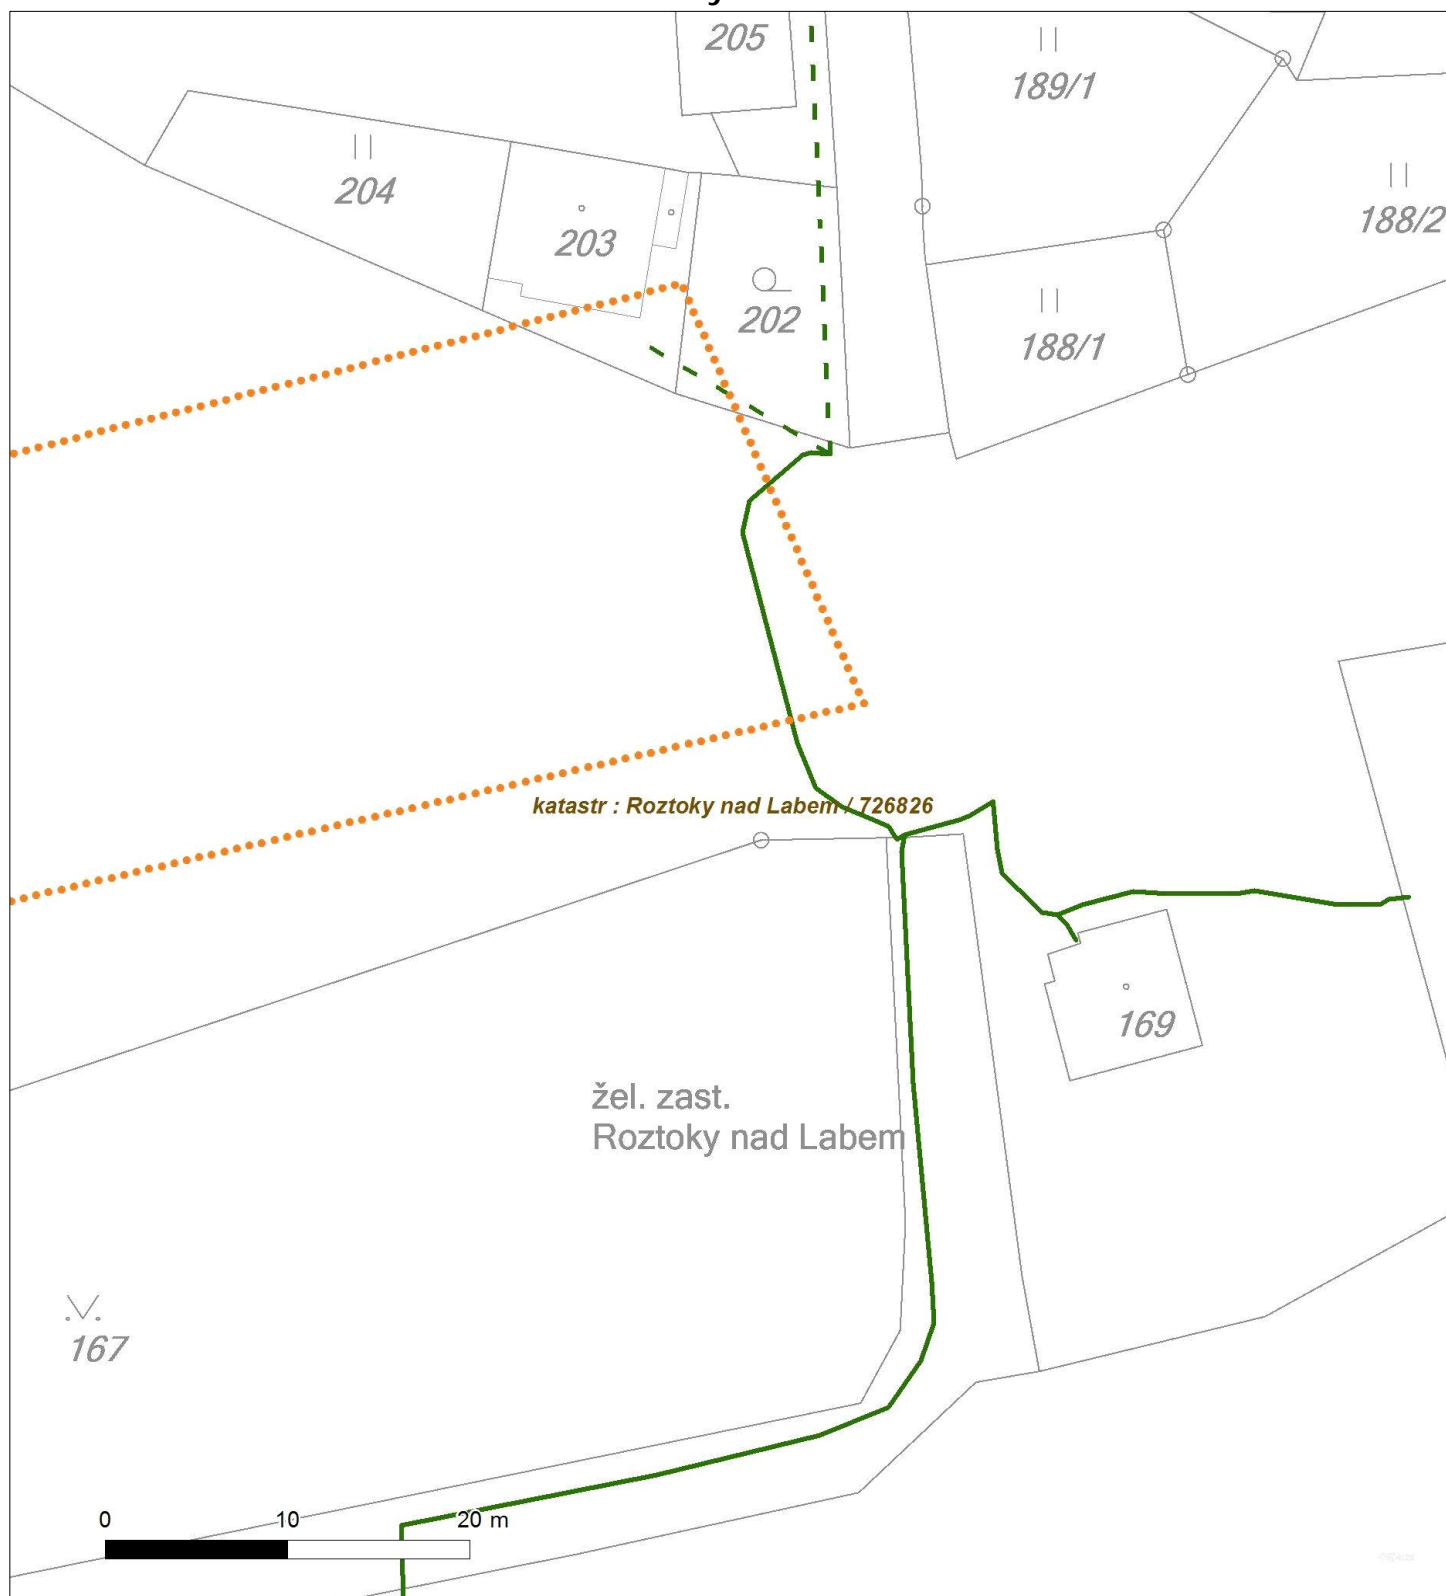 205
189/1
204
188/2
203
202
188/1
katastr : Roztoky nad Labem / 726826
169
žel. zast.
Roztoky nad Labem
167
0 10 20 m